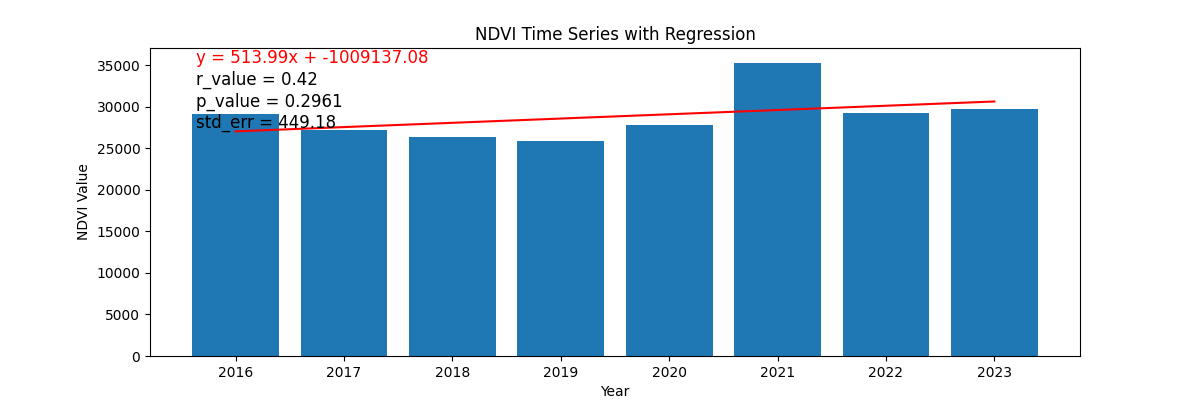 NDVI Time Series with Regression
y = 513.99x + -1009137.08
r_value = 0.42
p_value = 0.2961
std_err = 449.18
35000
30000
25000
20000
15000
10000
5000
0
NDVI Value
2016 2017 2018 2019 2020 2021 2022 2023
Year